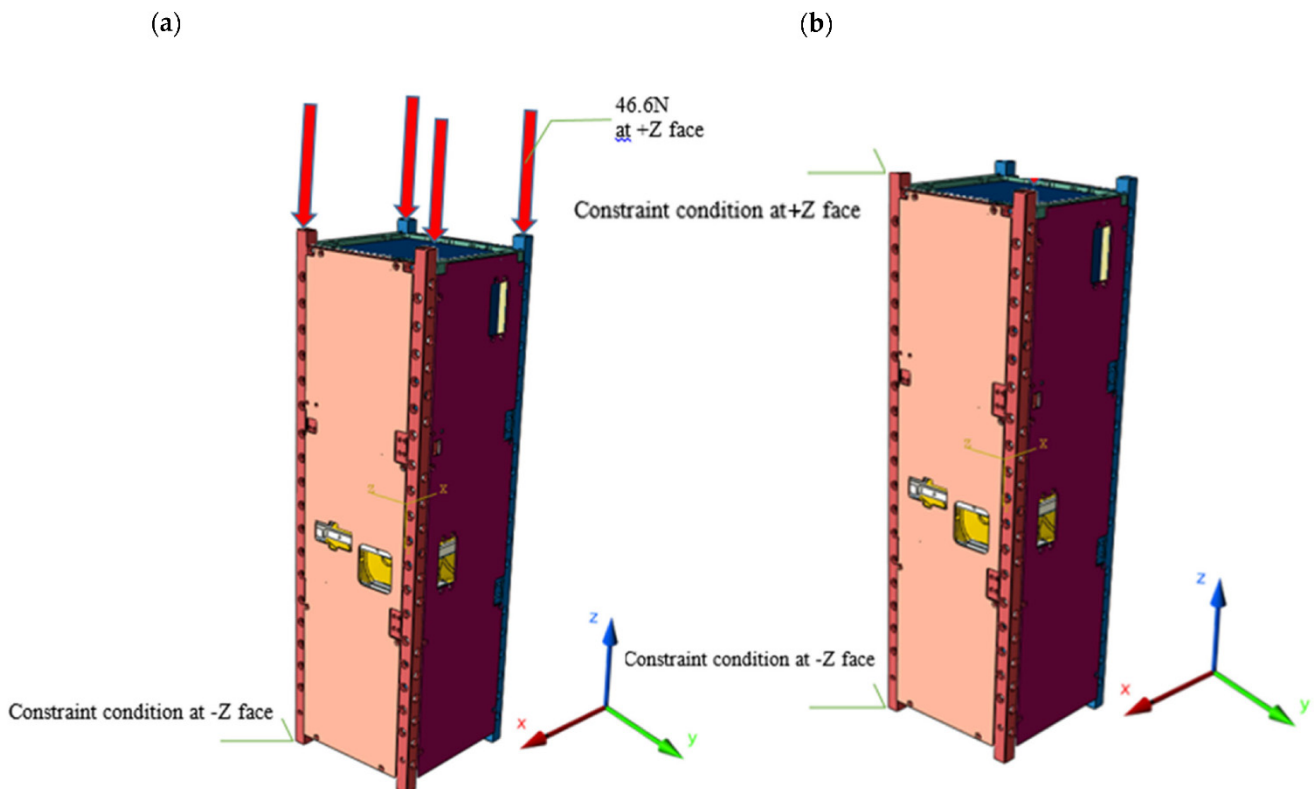 (a)
(b)
46.6N
at +Z face
Constraint condition at+Z face
z
x
Constraint condition at -Z face
z
x
y
z
x
Constraint condition at -Z face
z
x
y